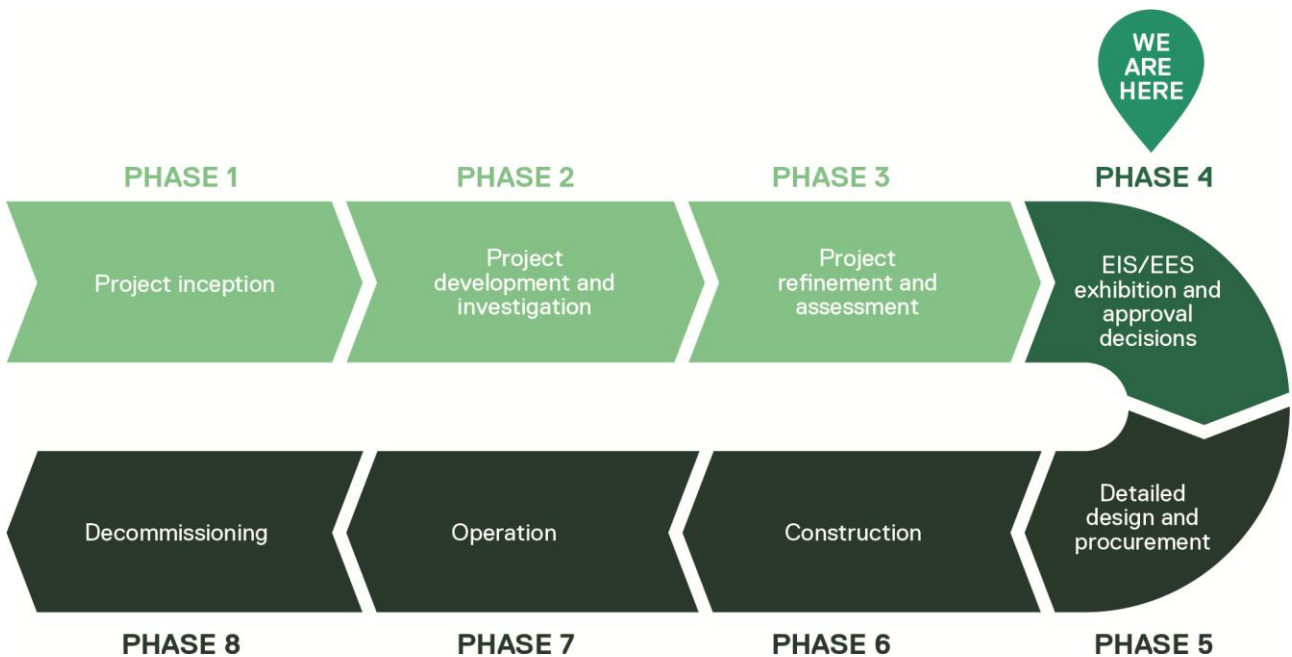 WE
ARE
HERE
PHASE 1
PHASE 2
PHASE 3
PHASE 4
Project inception
Project
development and
investigation
Project
refinement and
assessment
EIS/EES
exhibition and
approval
decisions
Detailed
design and
procurement
Construction
Operation
Decommissioning
PHASE 5
PHASE 6
PHASE 7
PHASE 8